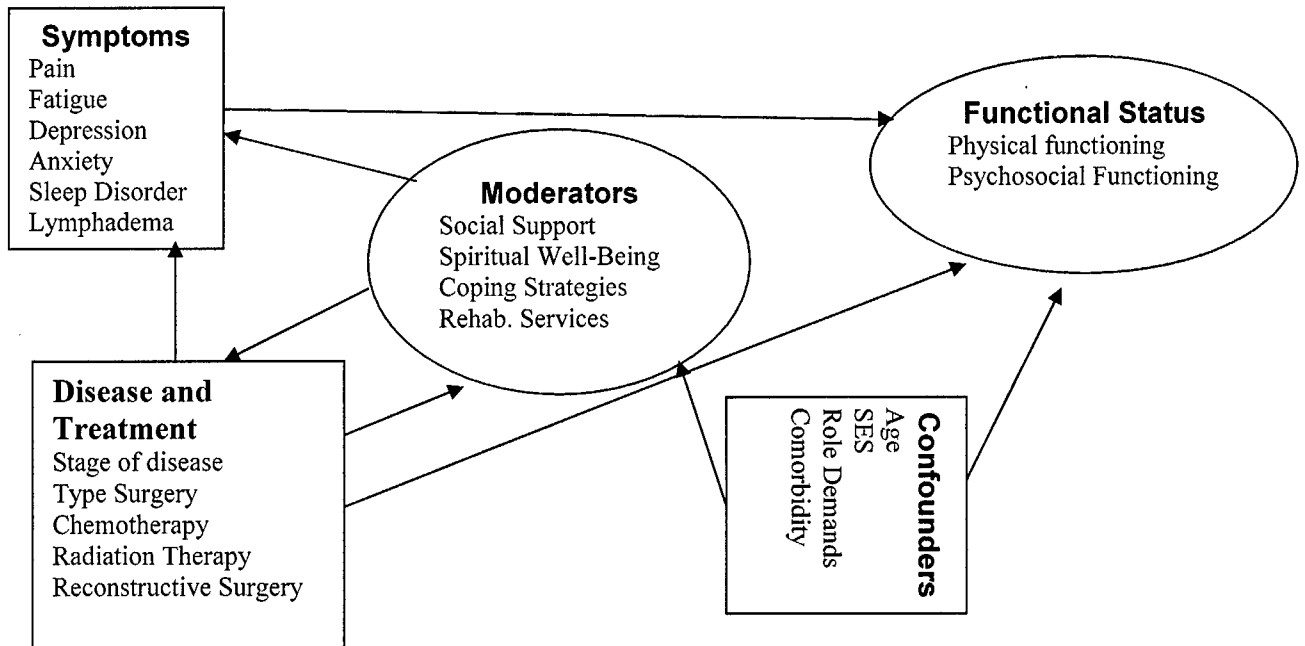 Symptoms
Pain
Fatigue
Depression
Anxiety
Sleep Disorder
Lymphadema
Functional Status
Physical functioning
Psychosocial Functioning
Moderators
Social Support
Spiritual Well-Being
Coping Strategies
Rehab. Services
Disease and
Treatment
Stage of disease
Type Surgery
Chemotherapy
Radiation Therapy
Reconstructive Surgery
Confounders
Age
SES
Role Demands
Comorbidity